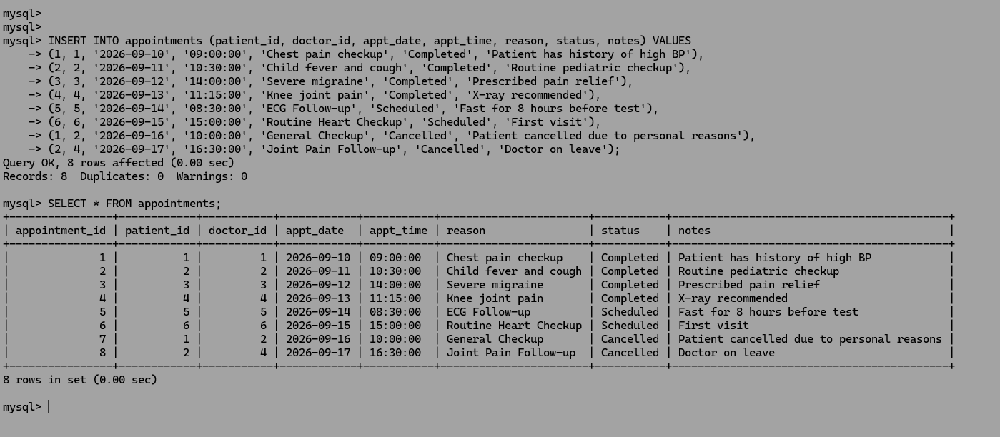 mysql>
mysql>
mysql> INSERT INTO appointments (patient_id, doctor_id, appt_date, appt_time, reason, status, notes) VALUES
    -> (1, 1, '2026-09-10', '09:00:00', 'Chest pain checkup', 'Completed', 'Patient has history of high BP'),
    -> (2, 2, '2026-09-11', '10:30:00', 'Child fever and cough', 'Completed', 'Routine pediatric checkup'),
    -> (3, 3, '2026-09-12', '14:00:00', 'Severe migraine', 'Completed', 'Prescribed pain relief'),
    -> (4, 4, '2026-09-13', '11:15:00', 'Knee joint pain', 'Completed', 'X-ray recommended'),
    -> (5, 5, '2026-09-14', '08:30:00', 'ECG Follow-up', 'Scheduled', 'Fast for 8 hours before test'),
    -> (6, 6, '2026-09-15', '15:00:00', 'Routine Heart Checkup', 'Scheduled', 'First visit'),
    -> (1, 2, '2026-09-16', '10:00:00', 'General Checkup', 'Cancelled', 'Patient cancelled due to personal reasons'),
    -> (2, 4, '2026-09-17', '16:30:00', 'Joint Pain Follow-up', 'Cancelled', 'Doctor on leave');
Query OK, 8 rows affected (0.00 sec)
Records: 8  Duplicates: 0  Warnings: 0

mysql> SELECT * FROM appointments;
+----------------+------------+-----------+------------+-----------+-----------------------+-----------+-------------------------------------------+
| appointment_id | patient_id | doctor_id | appt_date  | appt_time | reason                | status    | notes                                     |
+----------------+------------+-----------+------------+-----------+-----------------------+-----------+-------------------------------------------+
|              1 |          1 |         1 | 2026-09-10 | 09:00:00  | Chest pain checkup    | Completed | Patient has history of high BP            |
|              2 |          2 |         2 | 2026-09-11 | 10:30:00  | Child fever and cough | Completed | Routine pediatric checkup                 |
|              3 |          3 |         3 | 2026-09-12 | 14:00:00  | Severe migraine       | Completed | Prescribed pain relief                    |
|              4 |          4 |         4 | 2026-09-13 | 11:15:00  | Knee joint pain       | Completed | X-ray recommended                         |
|              5 |          5 |         5 | 2026-09-14 | 08:30:00  | ECG Follow-up         | Scheduled | Fast for 8 hours before test              |
|              6 |          6 |         6 | 2026-09-15 | 15:00:00  | Routine Heart Checkup | Scheduled | First visit                               |
|              7 |          1 |         2 | 2026-09-16 | 10:00:00  | General Checkup       | Cancelled | Patient cancelled due to personal reasons |
|              8 |          2 |         4 | 2026-09-17 | 16:30:00  | Joint Pain Follow-up  | Cancelled | Doctor on leave                           |
+----------------+------------+-----------+------------+-----------+-----------------------+-----------+-------------------------------------------+
8 rows in set (0.00 sec)

mysql>